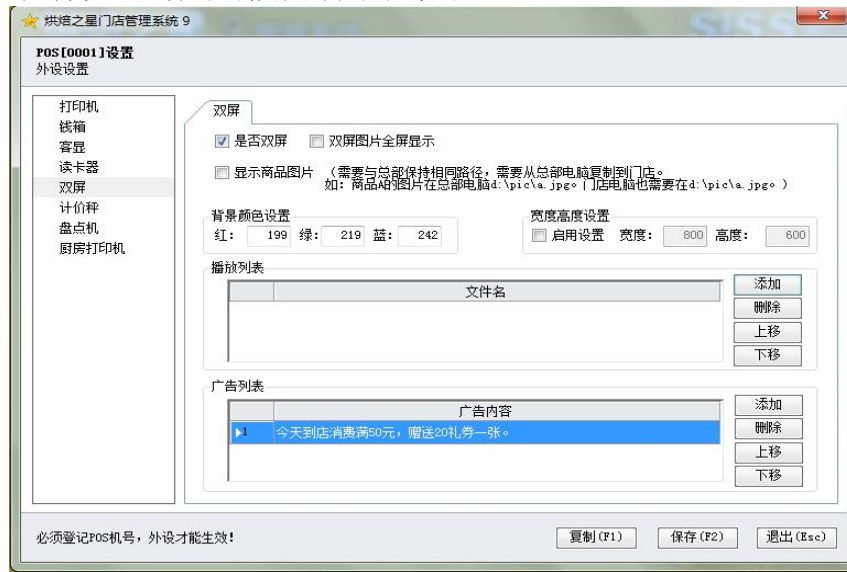 烘焙之星门店管理系统 9
POS[0001]设置
外设设置
打印机
钱箱
客显
读卡器
双屏
计价秤
盘点机
厨房打印机
双屏
是否双屏 双屏图片全屏显示
显示商品图片 (需要与总部保持相同路径，需要从总部电脑复制到门店。
如: 商品A的图片在总部电脑d:\pic\a.jpg。门店电脑也需要在d:\pic\a.jpg。)
背景颜色设置
红: 199 绿: 219 蓝: 242
宽度高度设置
启用设置 宽度: 800 高度: 600
播放列表
文件名
添加
删除
上移
下移
广告列表
广告内容
1 今天到店消费满50元，赠送20礼券一张。
添加
删除
上移
下移
必须登记POS机号，外设才能生效!
复制(F1) 保存(F2) 退出(Esc)